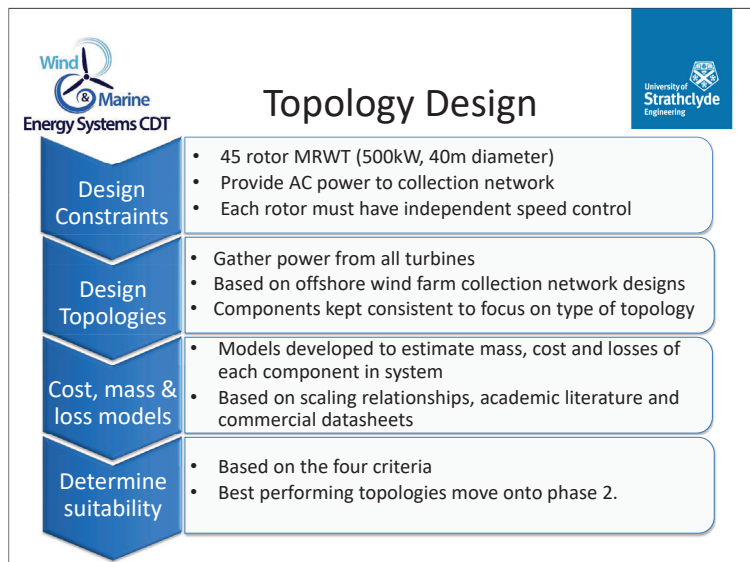 Wind
& Marine
Energy Systems CDT
Topology Design
University of
Strathclyde
Engineering
Design
Constraints
• 45 rotor MRWT (500kW, 40m diameter)
• Provide AC power to collection network
• Each rotor must have independent speed control
Design
Topologies
• Gather power from all turbines
• Based on offshore wind farm collection network designs
• Components kept consistent to focus on type of topology
Cost, mass &
loss models
• Models developed to estimate mass, cost and losses of
each component in system
• Based on scaling relationships, academic literature and
commercial datasheets
Determine
suitability
• Based on the four criteria
• Best performing topologies move onto phase 2.